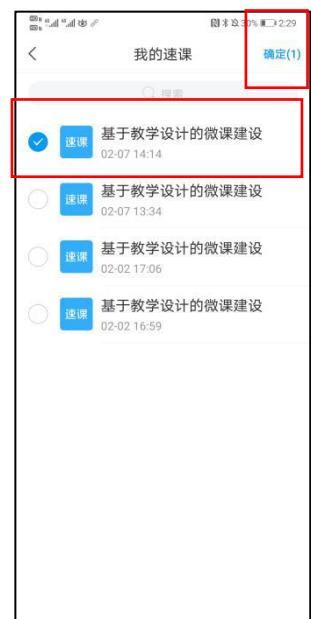 30% 2:29
我的速课
确定(1)
搜索
速课
基于教学设计的微课建设
02-07 14:14
速课
基于教学设计的微课建设
02-07 13:34
速课
基于教学设计的微课建设
02-02 17:06
速课
基于教学设计的微课建设
02-02 16:59